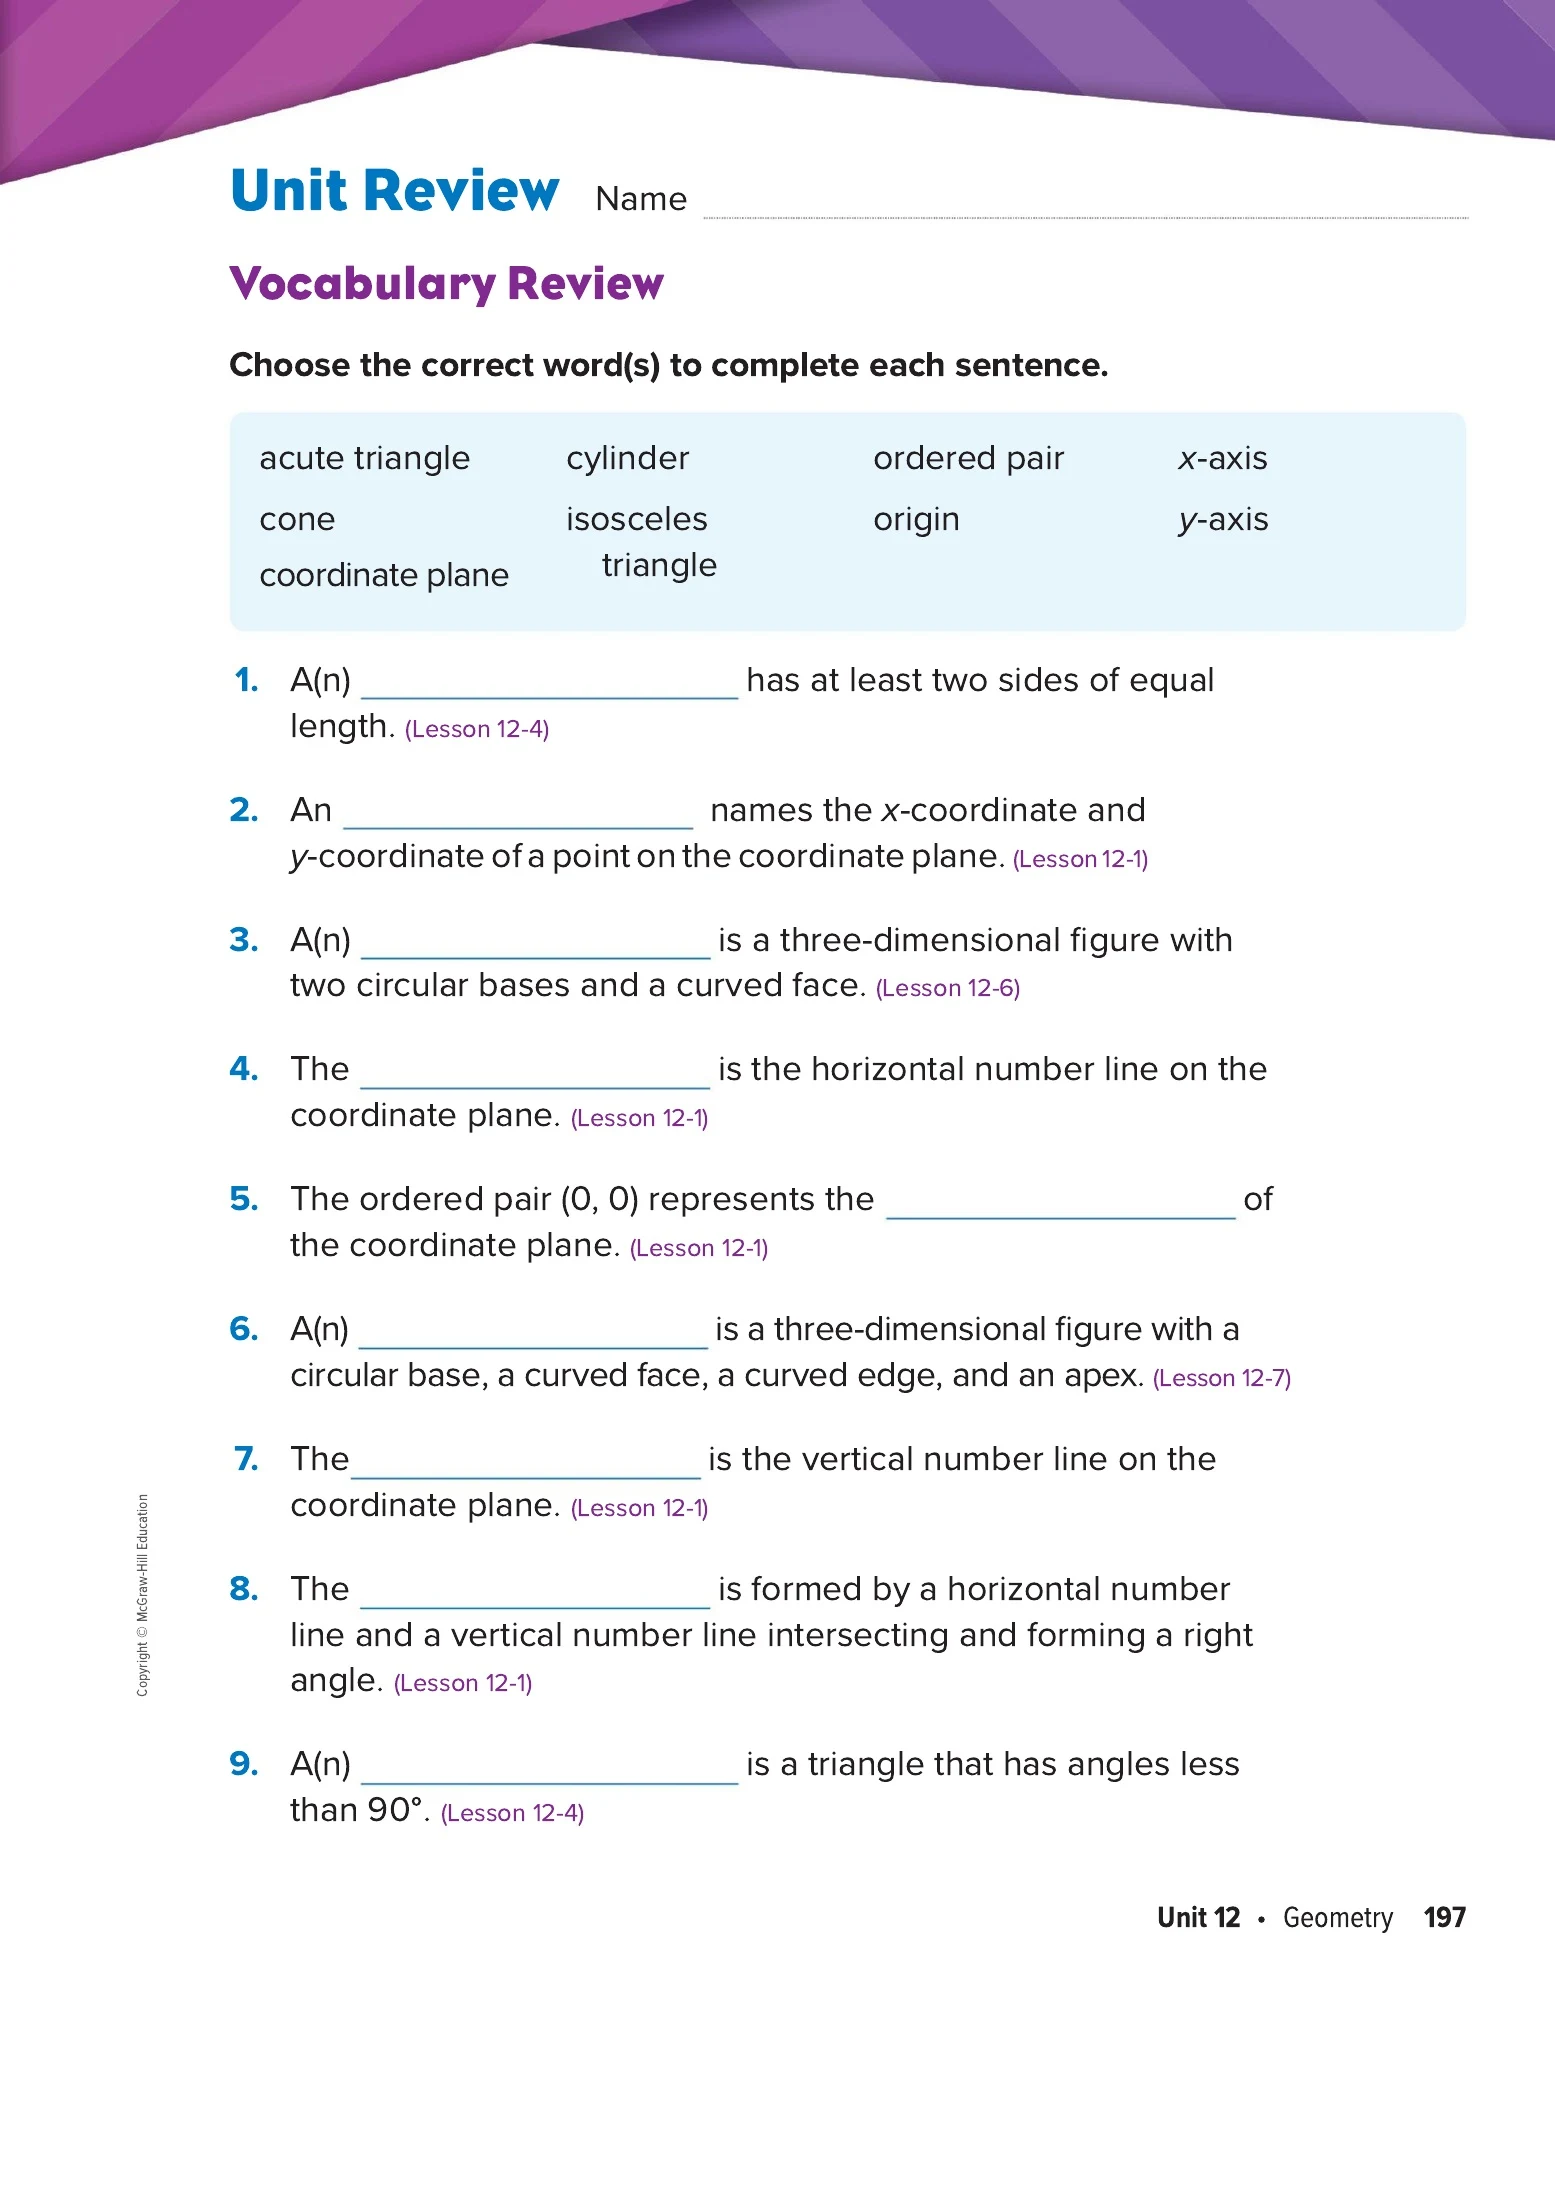 Unit Review Name
Vocabulary Review
Choose the correct word(s) to complete each sentence.
acute triangle cylinder ordered pair x-axis
cone isosceles triangle origin y-axis
coordinate plane
1. A(n) has at least two sides of equal
length. (Lesson 12-4)
2. An names the x-coordinate and
y-coordinate of a point on the coordinate plane. (Lesson 12-1)
3. A(n) is a three-dimensional figure with
two circular bases and a curved face. (Lesson 12-6)
4. The is the horizontal number line on the
coordinate plane. (Lesson 12-1)
5. The ordered pair (0, 0) represents the of
the coordinate plane. (Lesson 12-1)
6. A(n) is a three-dimensional figure with a
circular base, a curved face, a curved edge, and an apex. (Lesson 12-7)
7. The is the vertical number line on the
coordinate plane. (Lesson 12-1)
8. The is formed by a horizontal number
line and a vertical number line intersecting and forming a right
angle. (Lesson 12-1)
9. A(n) is a triangle that has angles less
than 90°. (Lesson 12-4)
Copyright © McGraw-Hill Education
Unit 12 • Geometry 197